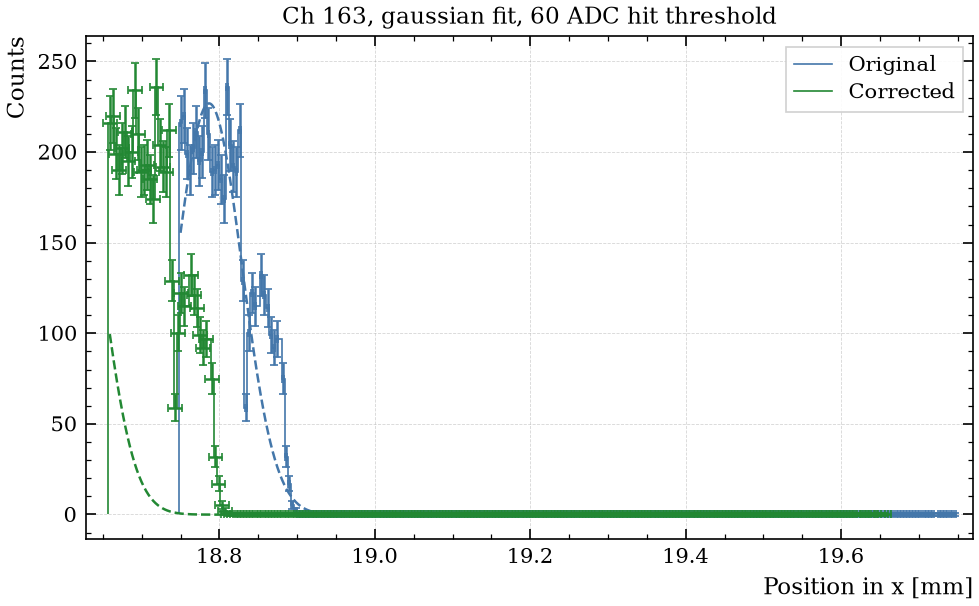 Ch 163, gaussian fit, 60 ADC hit threshold
Counts
250
200
150
100
50
0
Original
Corrected
18.8
19.0
19.2
19.4
19.6
Position in x [mm]